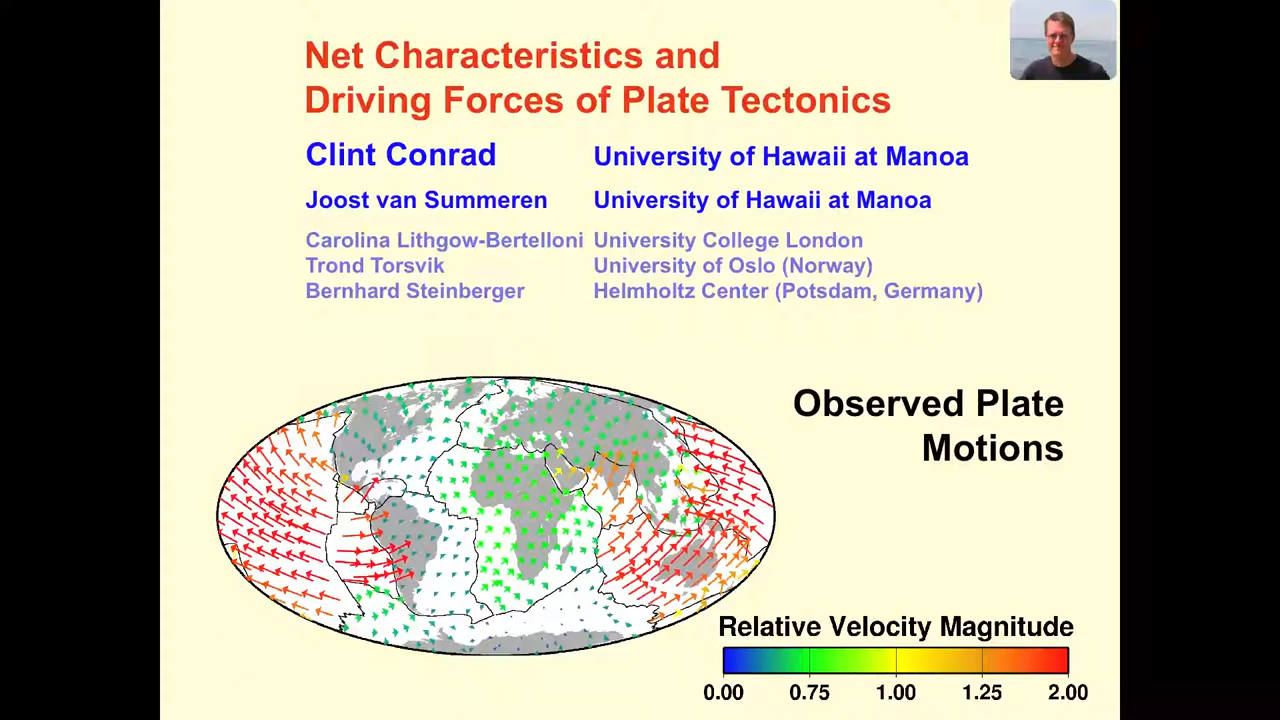 Net Characteristics and
Driving Forces of Plate Tectonics
Clint Conrad University of Hawaii at Manoa
Joost van Summeren University of Hawaii at Manoa
Carolina Lithgow-Bertelloni University College London
Trond Torsvik University of Oslo (Norway)
Bernhard Steinberger Helmholtz Center (Potsdam, Germany)
Observed Plate
Motions
Relative Velocity Magnitude
0.00 0.75 1.00 1.25 2.00